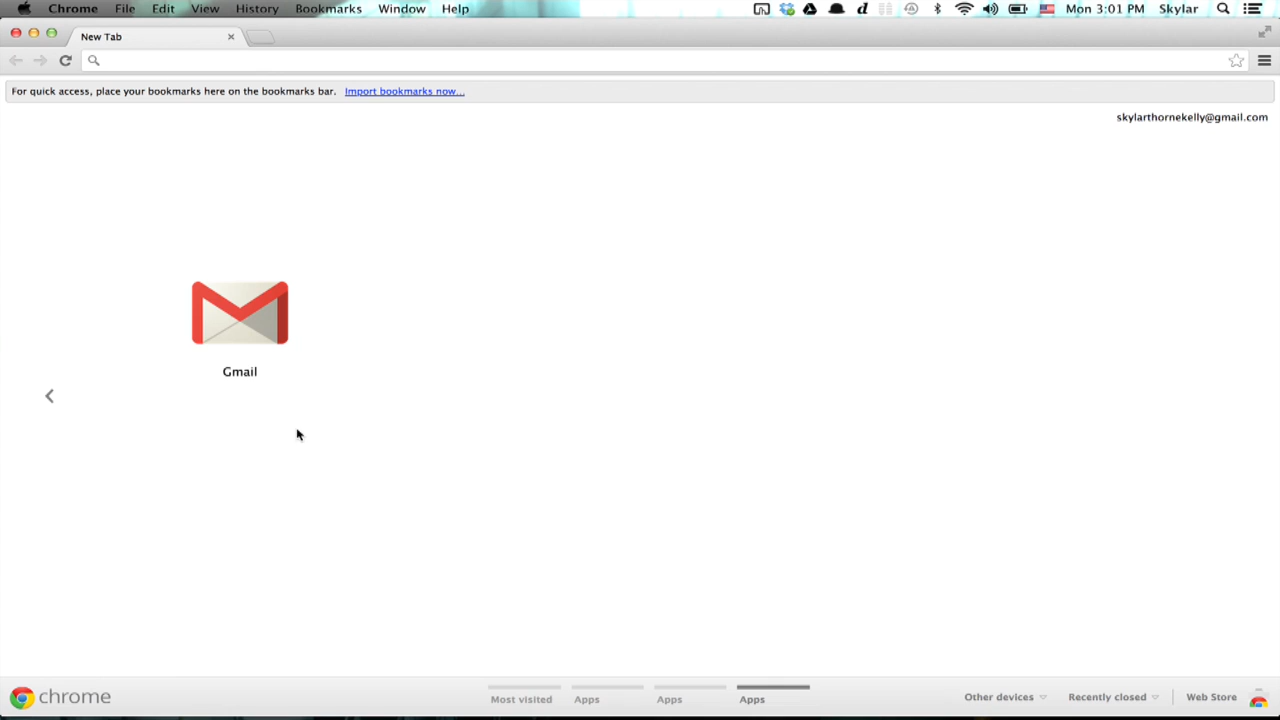 Chrome File Edit View History Bookmarks Window Help d Mon 3:01 PM Skylar
New Tab
For quick access, place your bookmarks here on the bookmarks bar. Import bookmarks now...
skylarthornekelly@gmail.com
Gmail
chrome Most visited Apps Apps Apps Other devices Recently closed Web Store